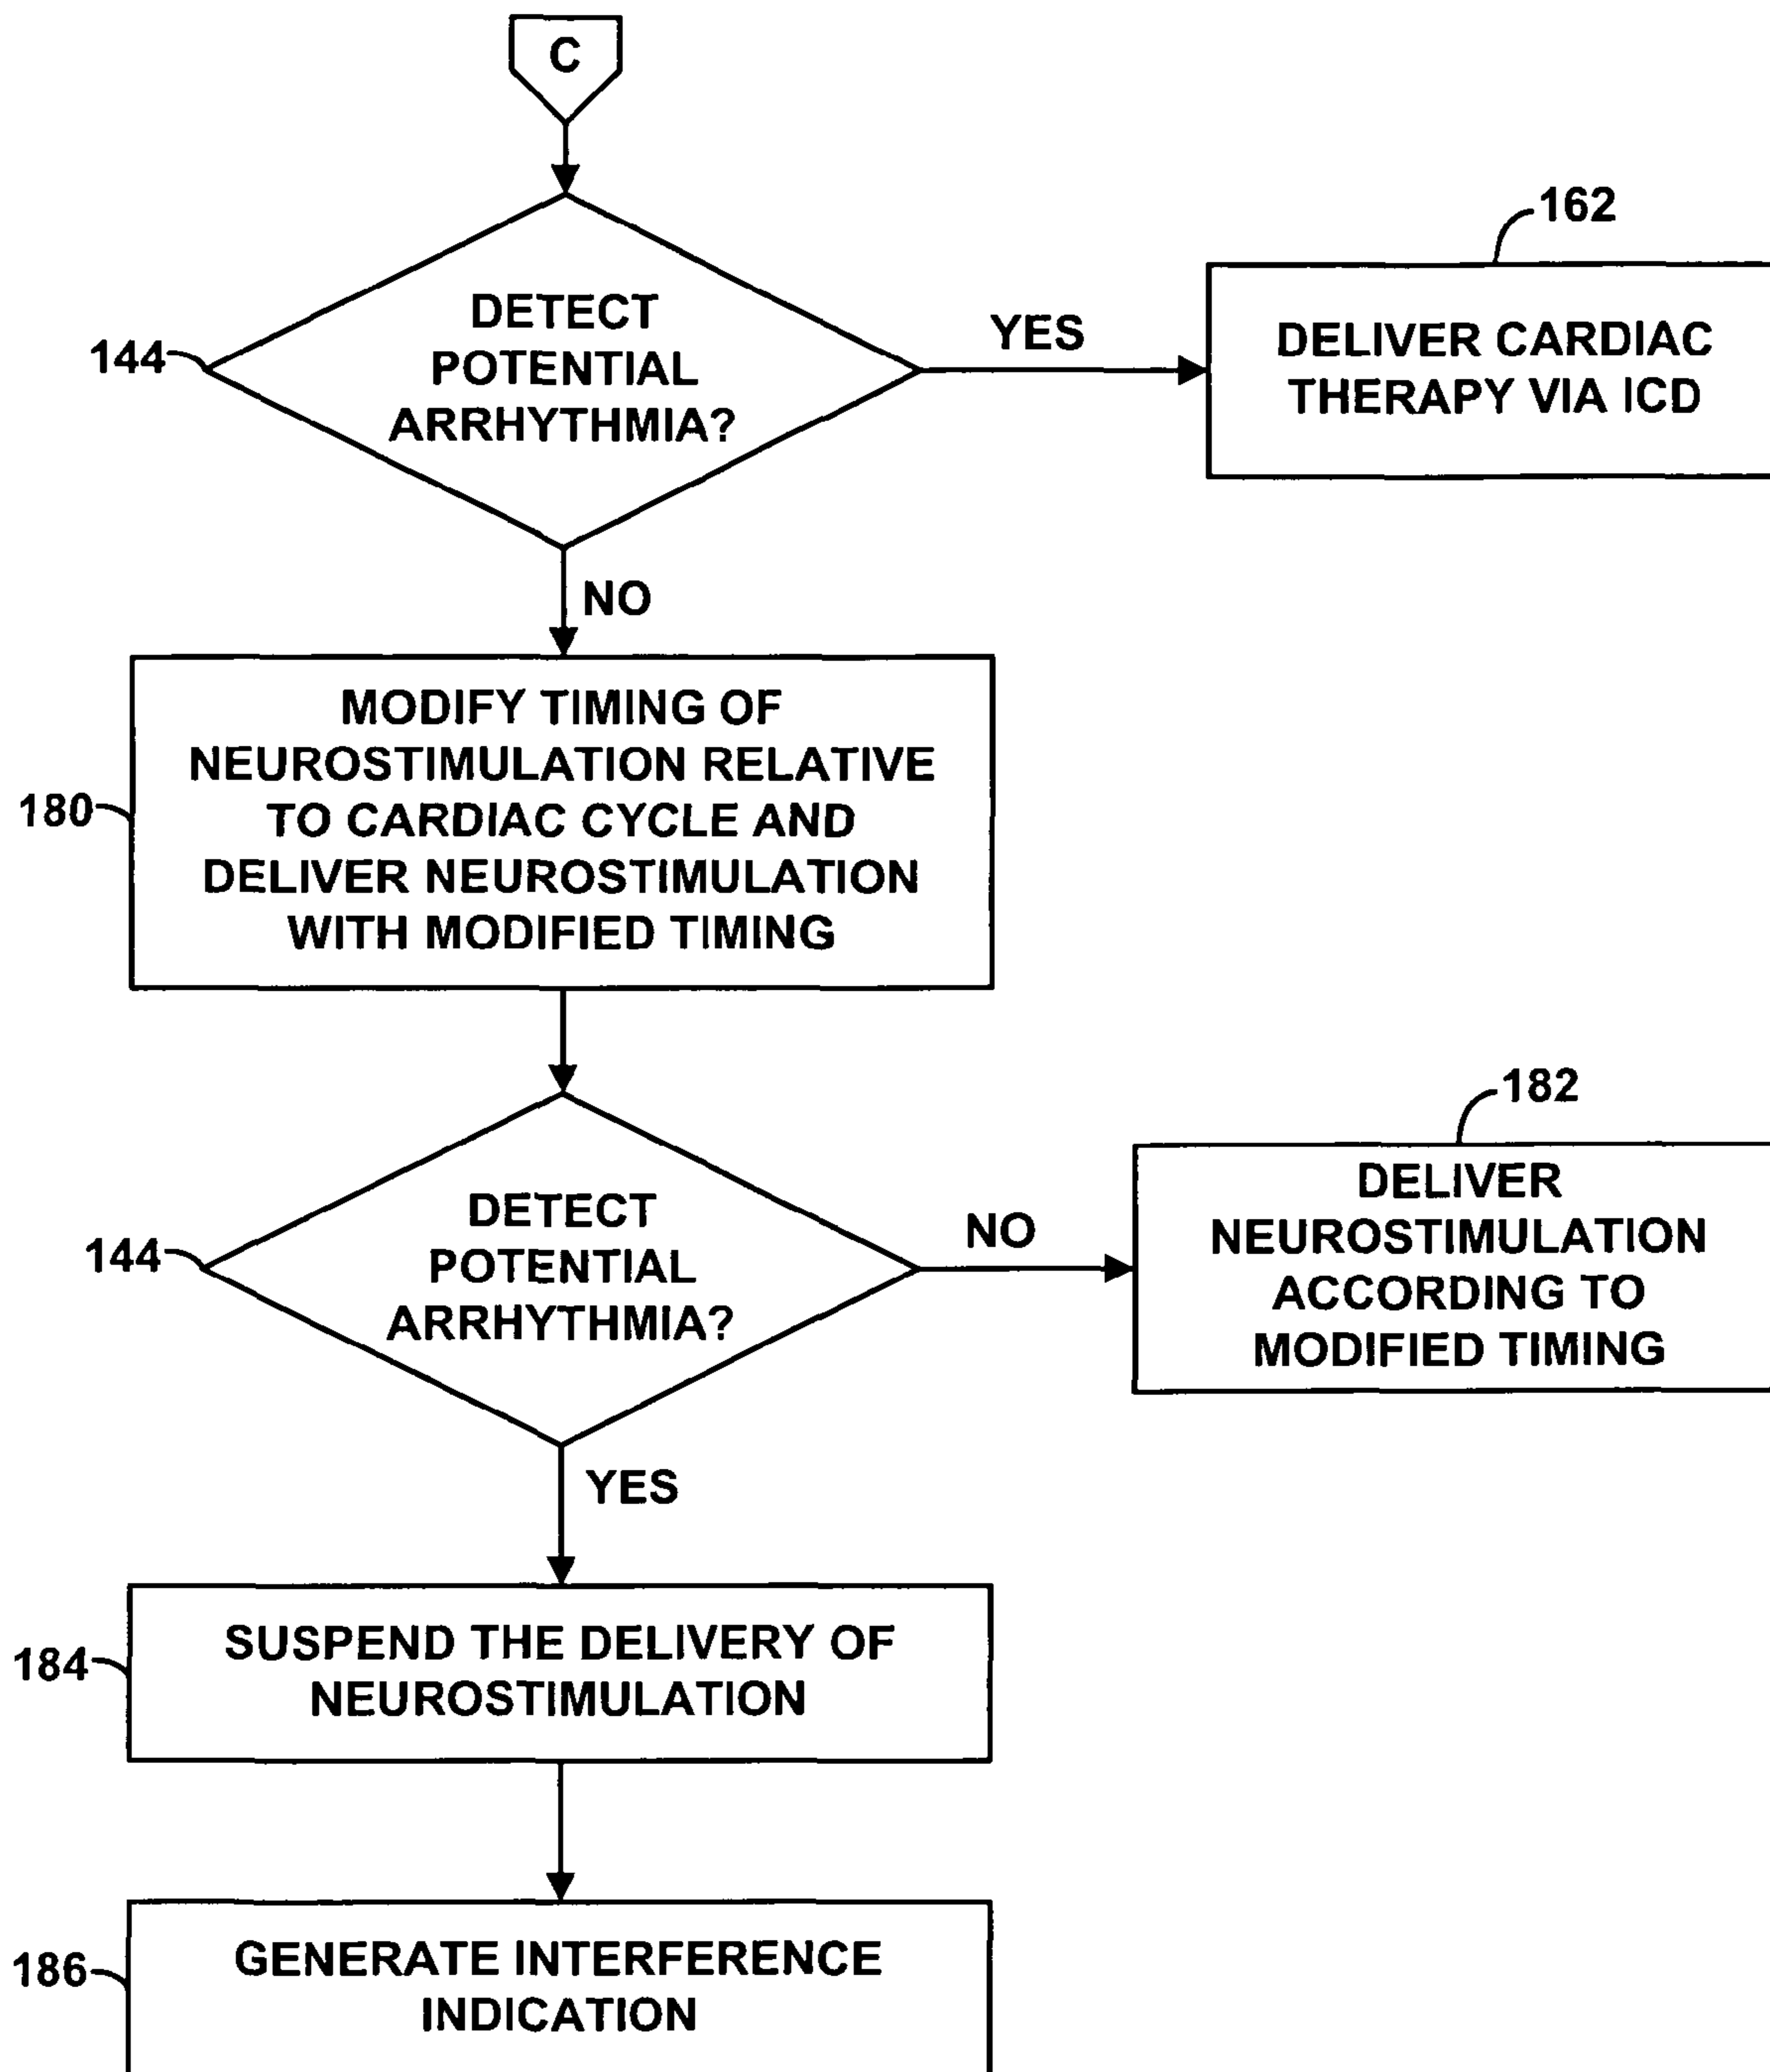 C
162
DETECT
POTENTIAL
ARRHYTHMIA?
144
YES
DELIVER CARDIAC
THERAPY VIA ICD
NO
MODIFY TIMING OF
NEUROSTIMULATION RELATIVE
TO CARDIAC CYCLE AND
DELIVER NEUROSTIMULATION
WITH MODIFIED TIMING
180
182
DETECT
POTENTIAL
ARRHYTHMIA?
144
NO
DELIVER
NEUROSTIMULATION
ACCORDING TO
MODIFIED TIMING
YES
SUSPEND THE DELIVERY OF
NEUROSTIMULATION
184
GENERATE INTERFERENCE
INDICATION
186